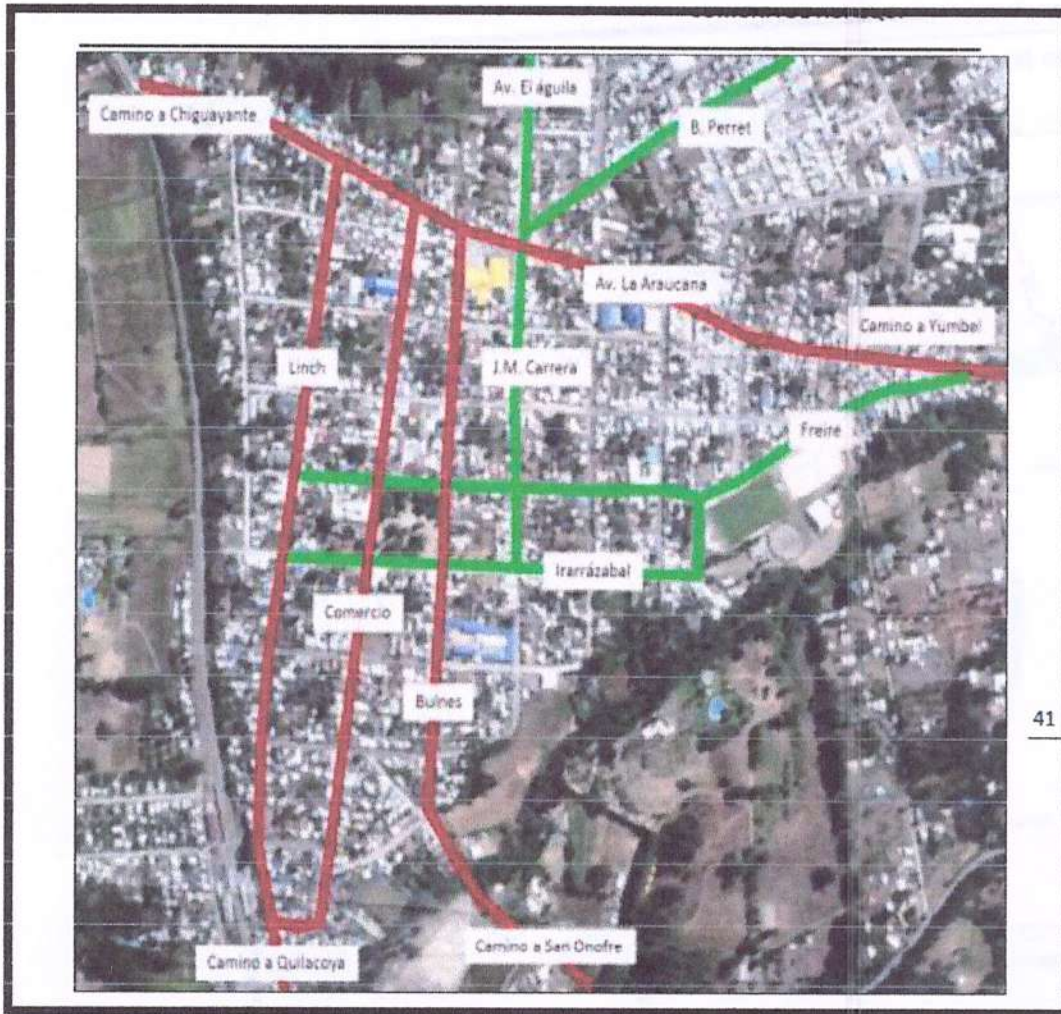 Av. El águila
Camino a Chiguayante
B. Perret
Av. La Araucana
Camino a Yumbel
Linch
J.M. Carrera
Freire
Irarrázabal
Comercio
Bulnes
41
Camino a San Onofre
Camino a Quilacoya